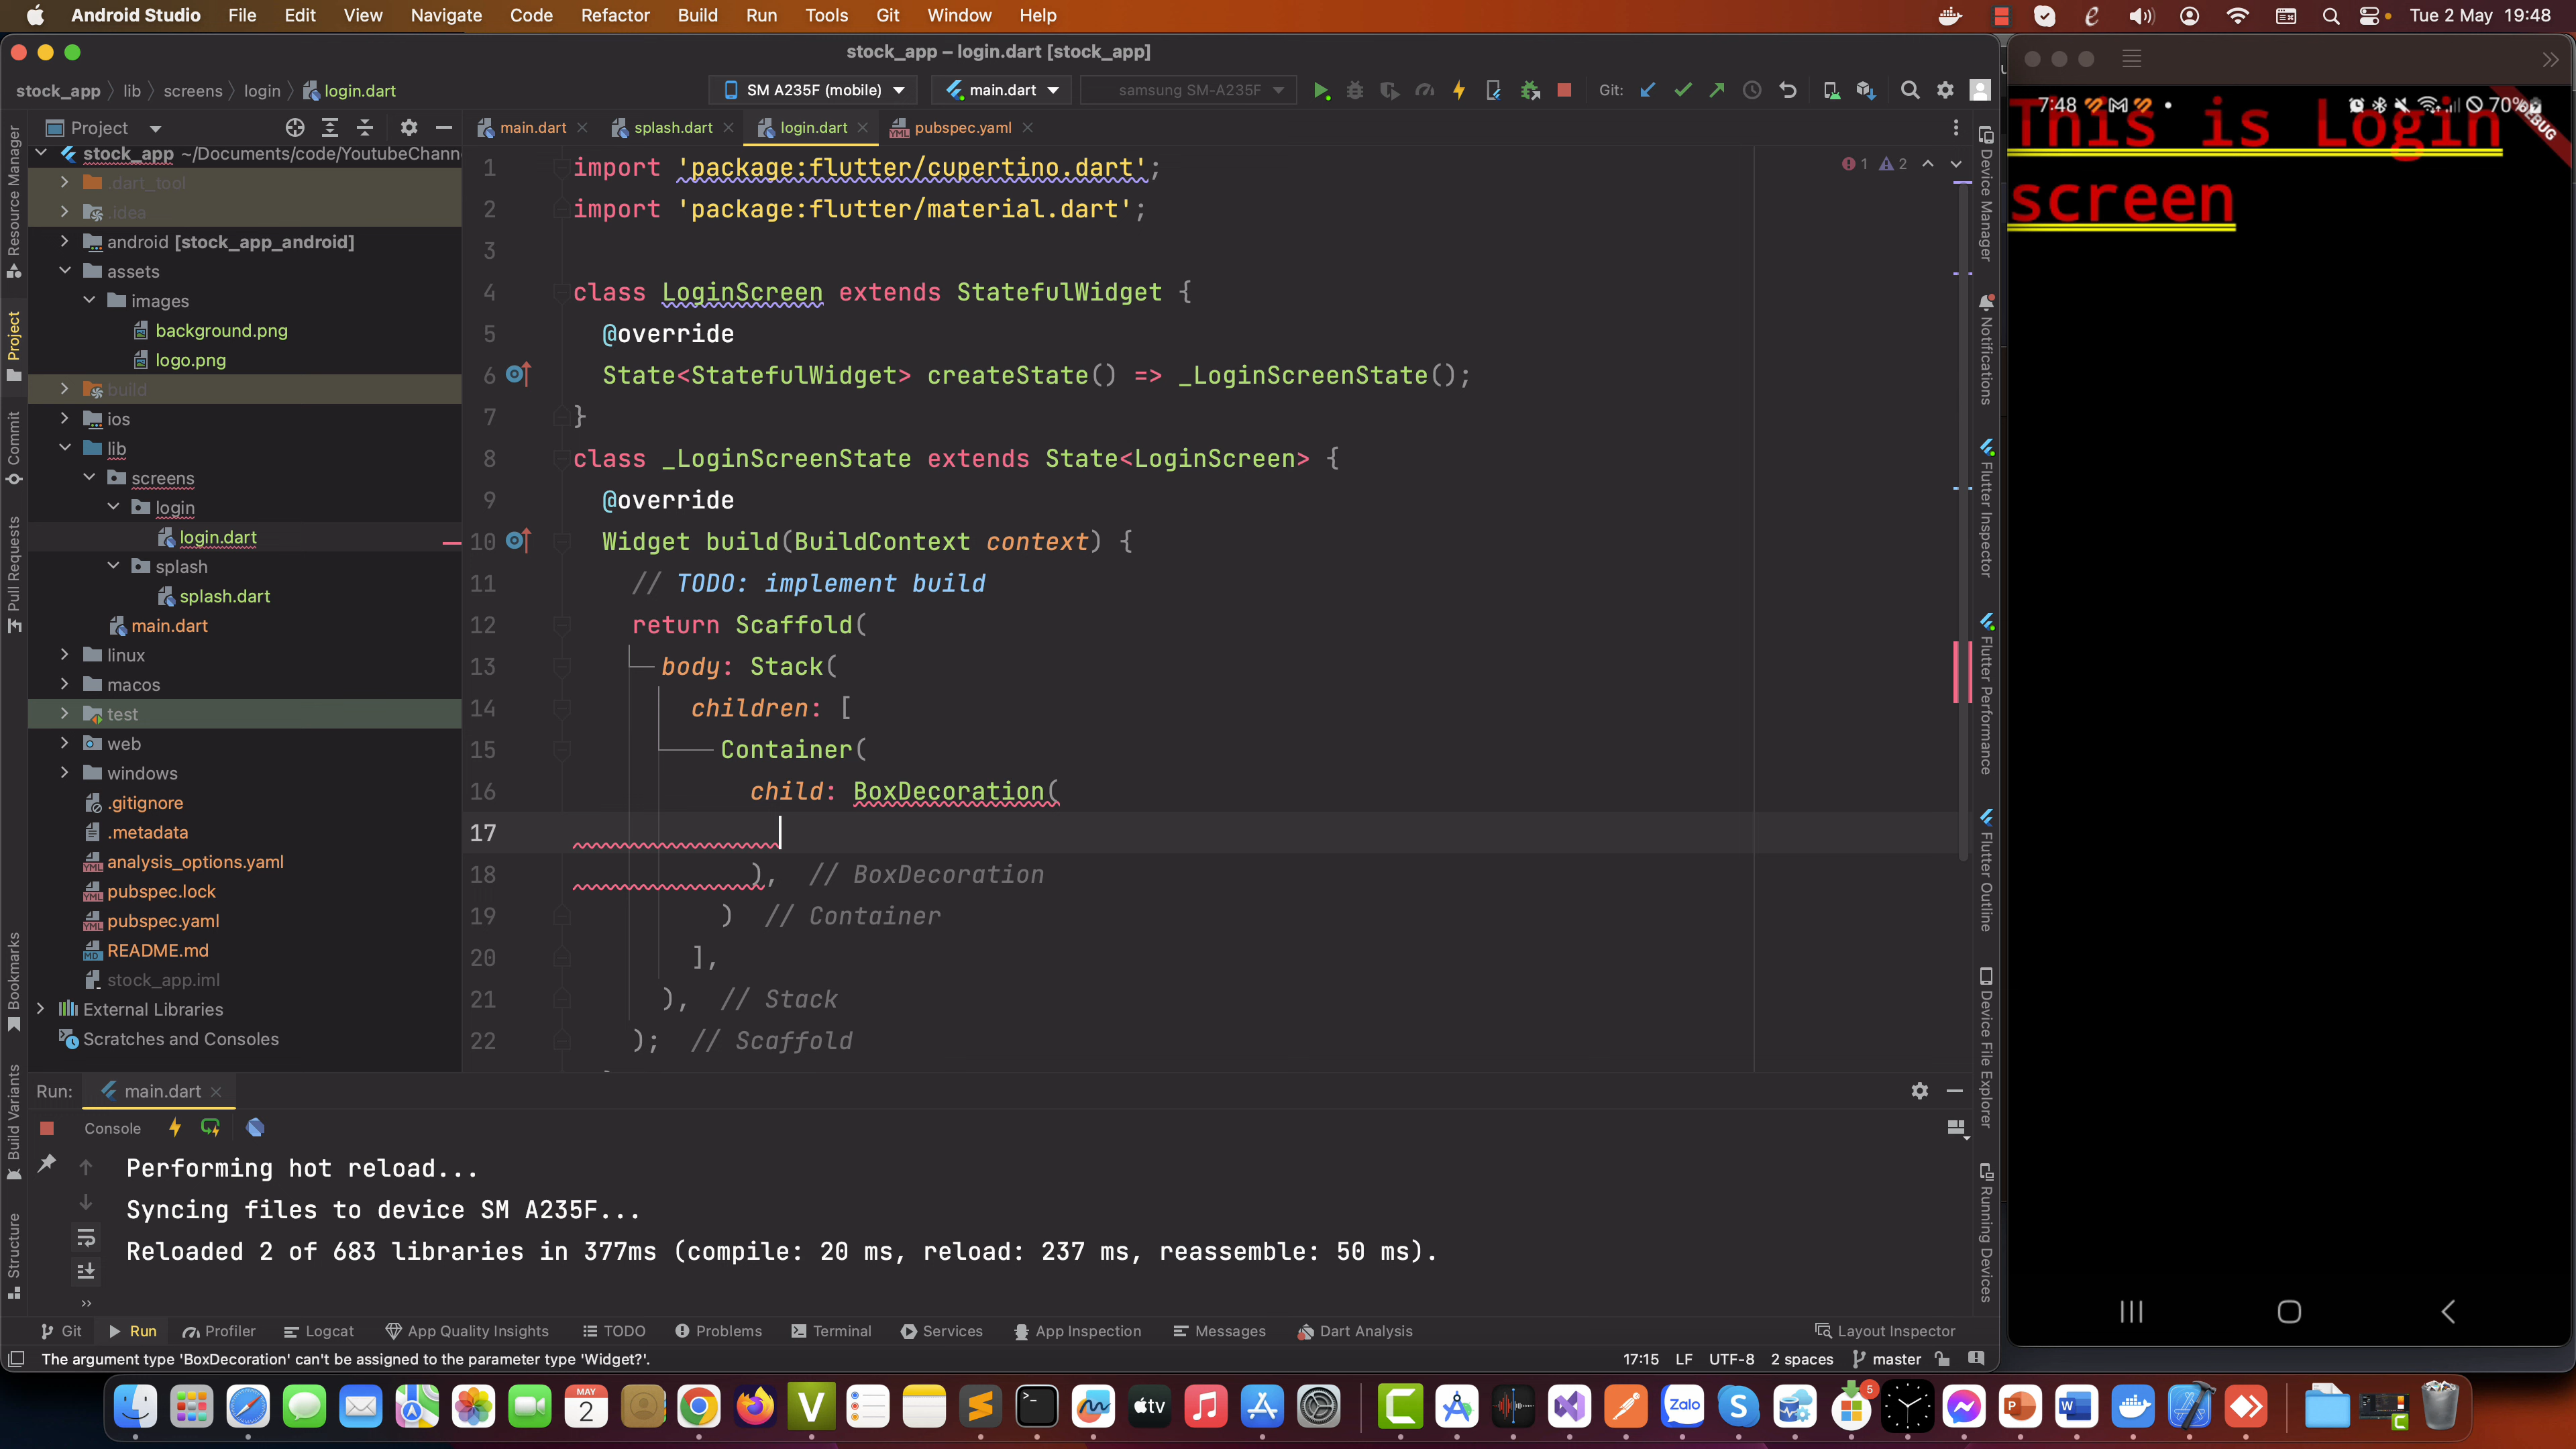 Android Studio File Edit View Navigate Code Refactor Build Run Tools Git Window Help Tue 2 May 19:48
stock_app – login.dart [stock_app]
stock_app lib screens login login.dart SM A235F (mobile) main.dart samsung SM-A235F Git:
Project main.dart splash.dart login.dart pubspec.yaml
stock_app ~/Documents/code/YoutubeChann
.dart_tool
.idea
android [stock_app_android]
assets
images
background.png
logo.png
build
ios
lib
screens
login
login.dart
splash
splash.dart
main.dart
linux
macos
test
web
windows
.gitignore
.metadata
analysis_options.yaml
pubspec.lock
pubspec.yaml
README.md
stock_app.iml
External Libraries
Scratches and Consoles
1 import 'package:flutter/cupertino.dart';
2 import 'package:flutter/material.dart';
3
4 class LoginScreen extends StatefulWidget {
5 @override
6 State<StatefulWidget> createState() => _LoginScreenState();
7 }
8 class _LoginScreenState extends State<LoginScreen> {
9 @override
10 Widget build(BuildContext context) {
11 // TODO: implement build
12 return Scaffold(
13 body: Stack(
14 children: [
15 Container(
16 child: BoxDecoration(
17
18 ), // BoxDecoration
19 ) // Container
20 ],
21 ), // Stack
22 ); // Scaffold
1 2
Resource Manager
Project
Commit
Pull Requests
Bookmarks
Build Variants
Structure
Device Manager
Notifications
Flutter Inspector
Flutter Performance
Flutter Outline
Device File Explorer
Running Devices
7:48 70%
DEBUG
This is Login
screen
Run: main.dart
Console
Performing hot reload...
Syncing files to device SM A235F...
Reloaded 2 of 683 libraries in 377ms (compile: 20 ms, reload: 237 ms, reassemble: 50 ms).
Git Run Profiler Logcat App Quality Insights TODO Problems Terminal Services App Inspection Messages Dart Analysis Layout Inspector
The argument type 'BoxDecoration' can't be assigned to the parameter type 'Widget?'. 17:15 LF UTF-8 2 spaces master
MAY
2
tv
Zalo
5